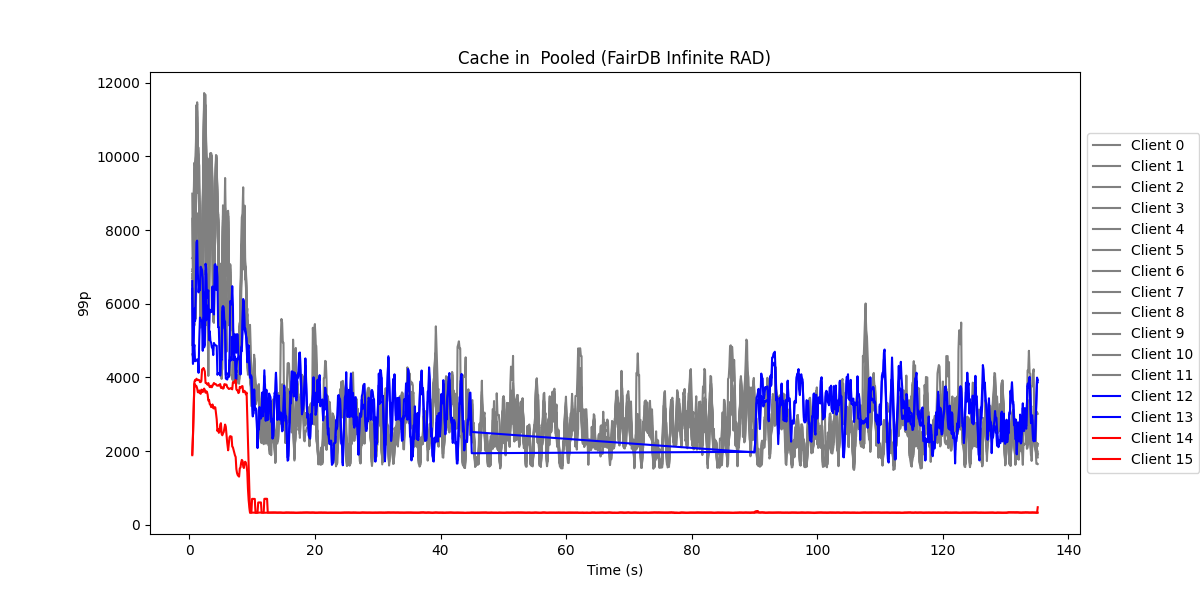 Cache in  Pooled (FairDB Infinite RAD)
12000
10000
8000
6000
4000
2000
0
99p
0 20 40 60 80 100 120 140
Time (s)
Client 0
Client 1
Client 2
Client 3
Client 4
Client 5
Client 6
Client 7
Client 8
Client 9
Client 10
Client 11
Client 12
Client 13
Client 14
Client 15